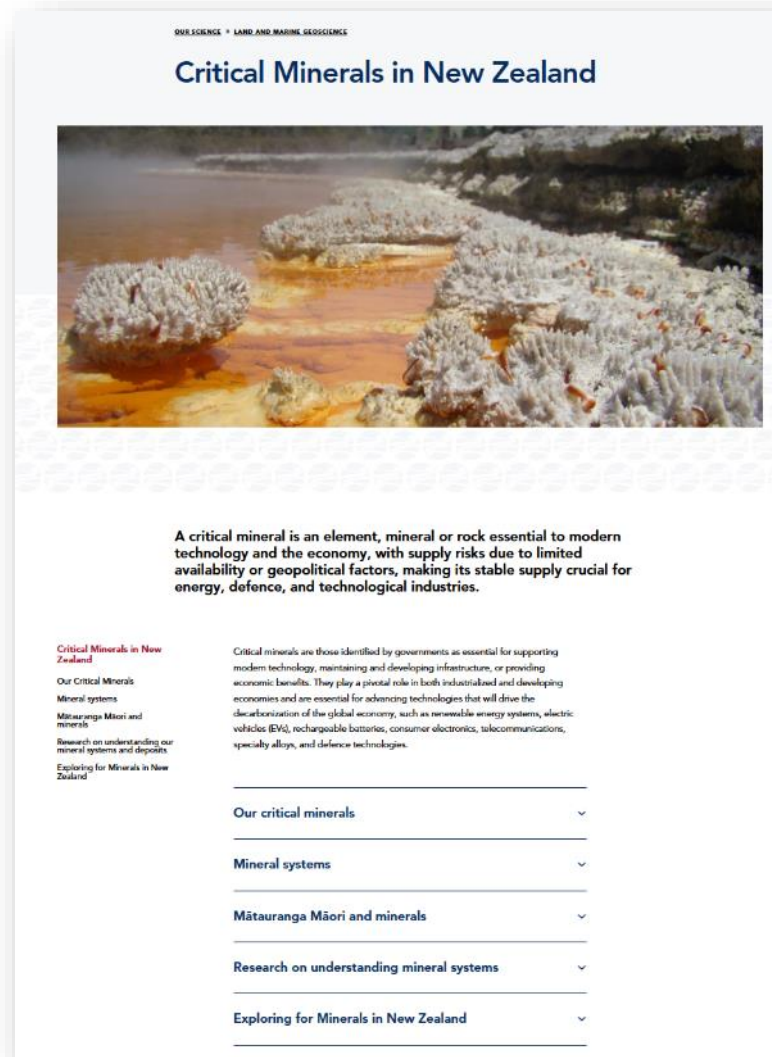 OUR SCIENCE > LAND AND MARINE GEOSCIENCE
Critical Minerals in New Zealand
A critical mineral is an element, mineral or rock essential to modern
technology and the economy, with supply risks due to limited
availability or geopolitical factors, making its stable supply crucial for
energy, defence, and technological industries.
Critical Minerals in New
Zealand
Our Critical Minerals
Mineral systems
Mātauranga Māori and
minerals
Research on understanding our
mineral systems and deposits
Exploring for Minerals in New
Zealand
Critical minerals are those identified by governments as essential for supporting
modern technology, maintaining and developing infrastructure, or providing
economic benefits. They play a pivotal role in both industrialized and developing
economies and are essential for advancing technologies that will drive the
decarbonization of the global economy, such as renewable energy systems, electric
vehicles (EVs), rechargeable batteries, consumer electronics, telecommunications,
specialty alloys, and defence technologies.
Our critical minerals
Mineral systems
Mātauranga Māori and minerals
Research on understanding mineral systems
Exploring for Minerals in New Zealand